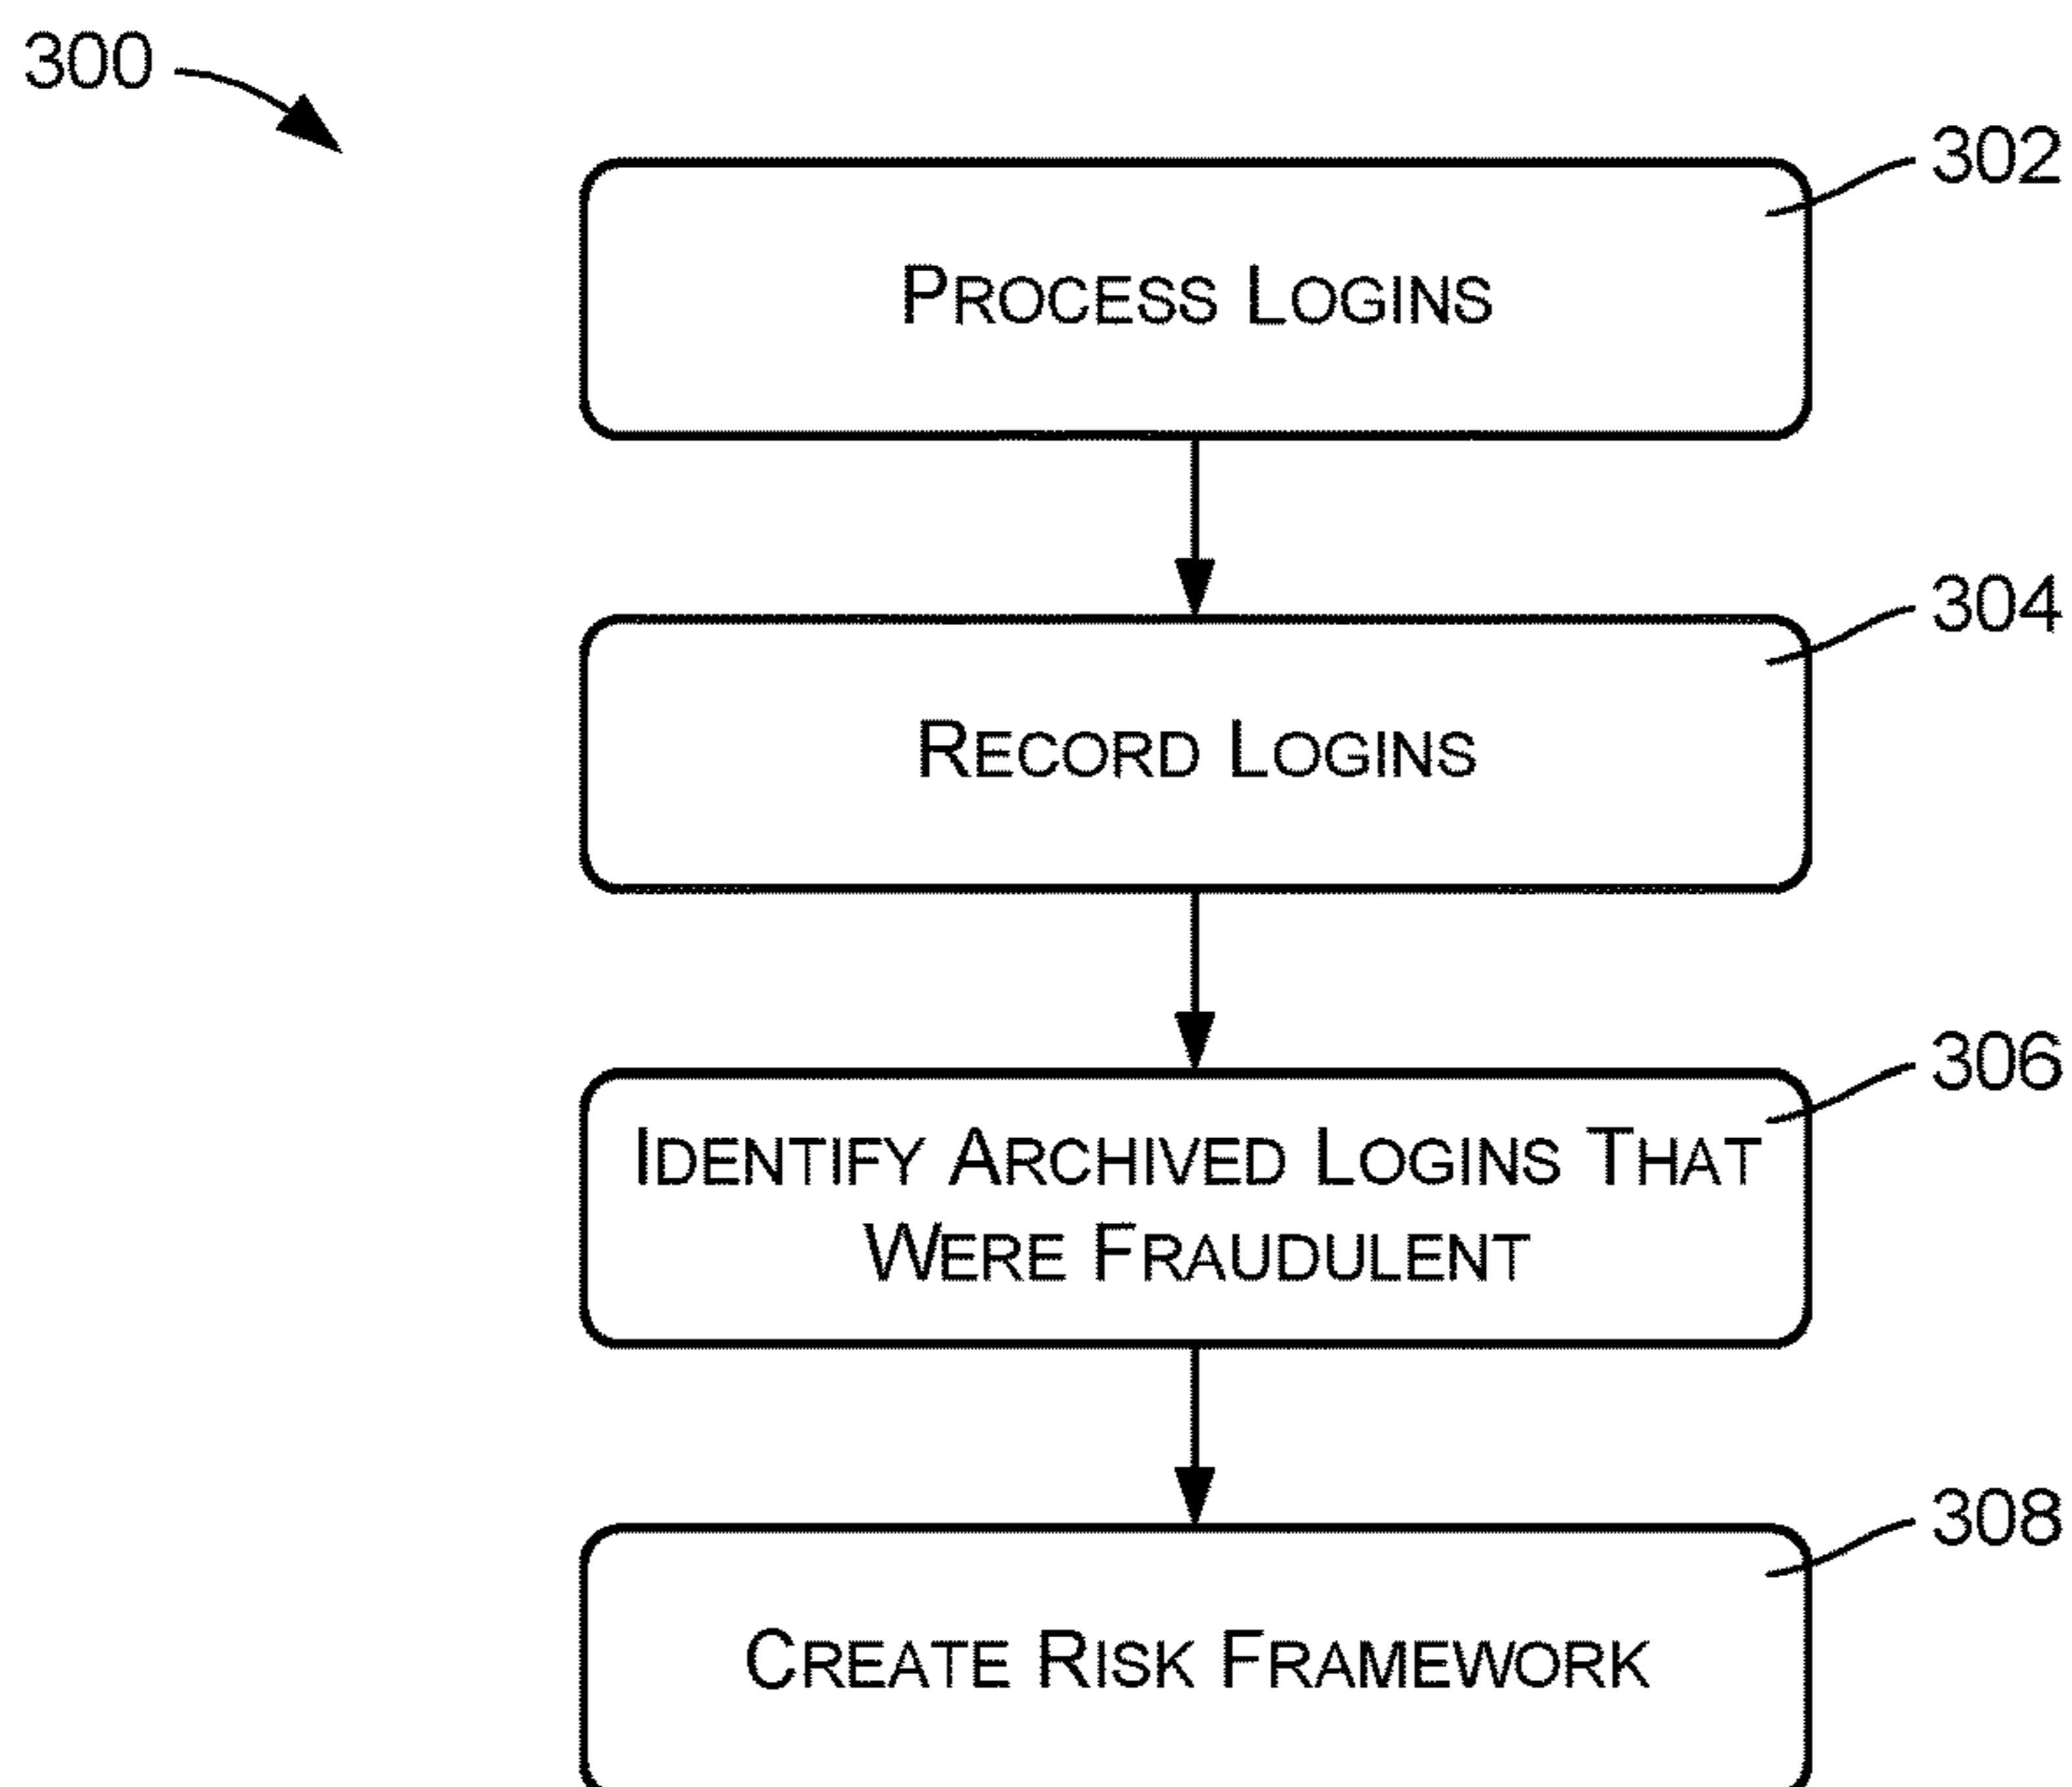 300
302
PROCESS LOGINS
304
RECORD LOGINS
306
IDENTIFY ARCHIVED LOGINS THAT
WERE FRAUDULENT
308
CREATE RISK FRAMEWORK